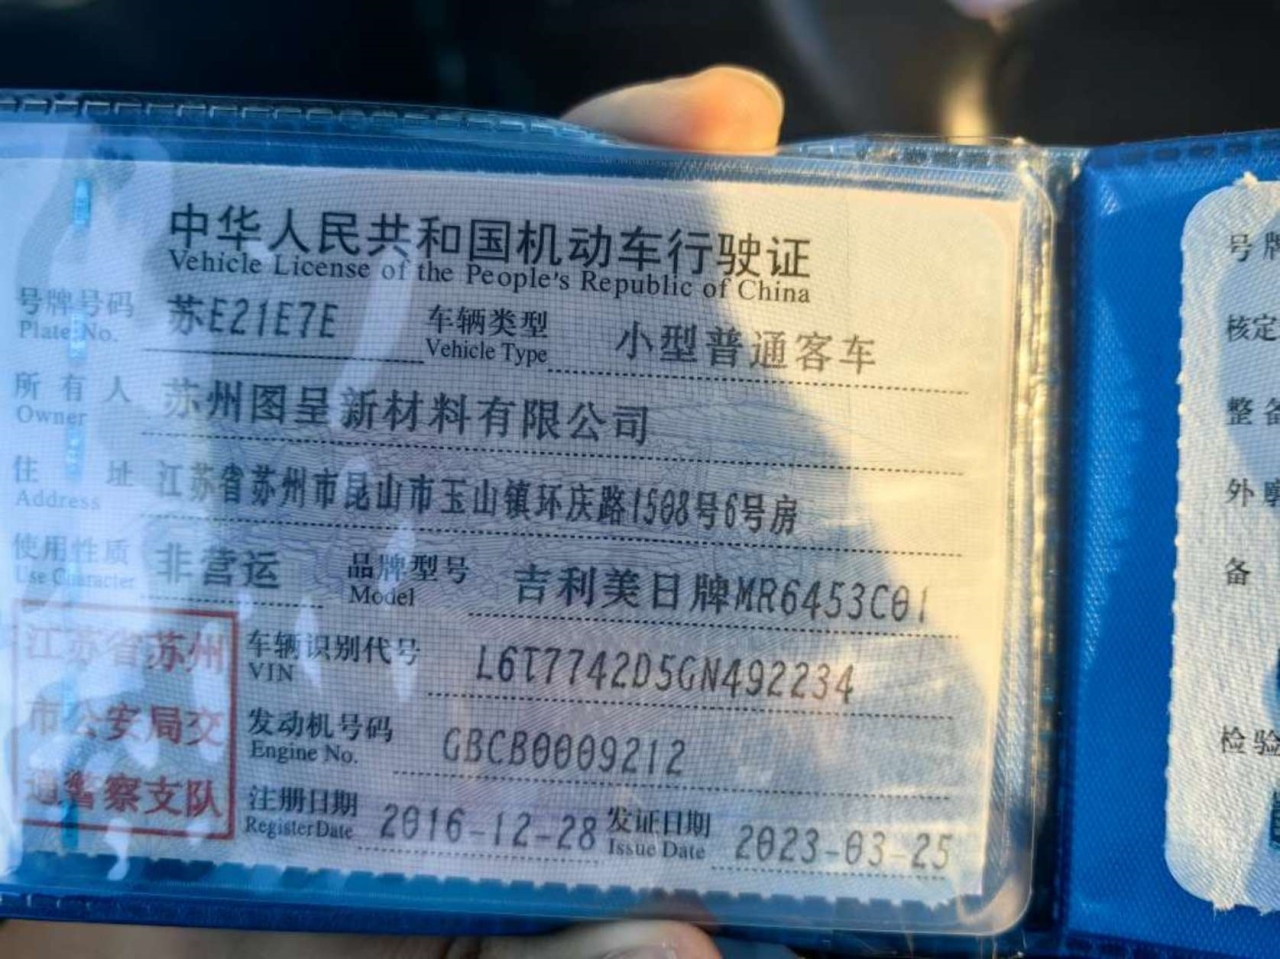 中华人民共和国机动车行驶证
Vehicle License of the People's Republic of China
号牌号码 苏E21E7E 车辆类型 小型普通客车
Plate No. Vehicle Type
所有人 苏州图呈新材料有限公司
Owner
住址 江苏省苏州市昆山市玉山镇环庆路1508号6号房
Address
使用性质 非营运 品牌型号 吉利美日牌MR6453C01
Use Character Model
江苏省苏州
市公安局交
通警察支队
车辆识别代号 L6T7742D5GN492234
VIN
发动机号码 GBCB0009212
Engine No.
注册日期 2016-12-28 发证日期 2023-03-25
Register Date Issue Date
号牌
核定
整备
外
备
检验